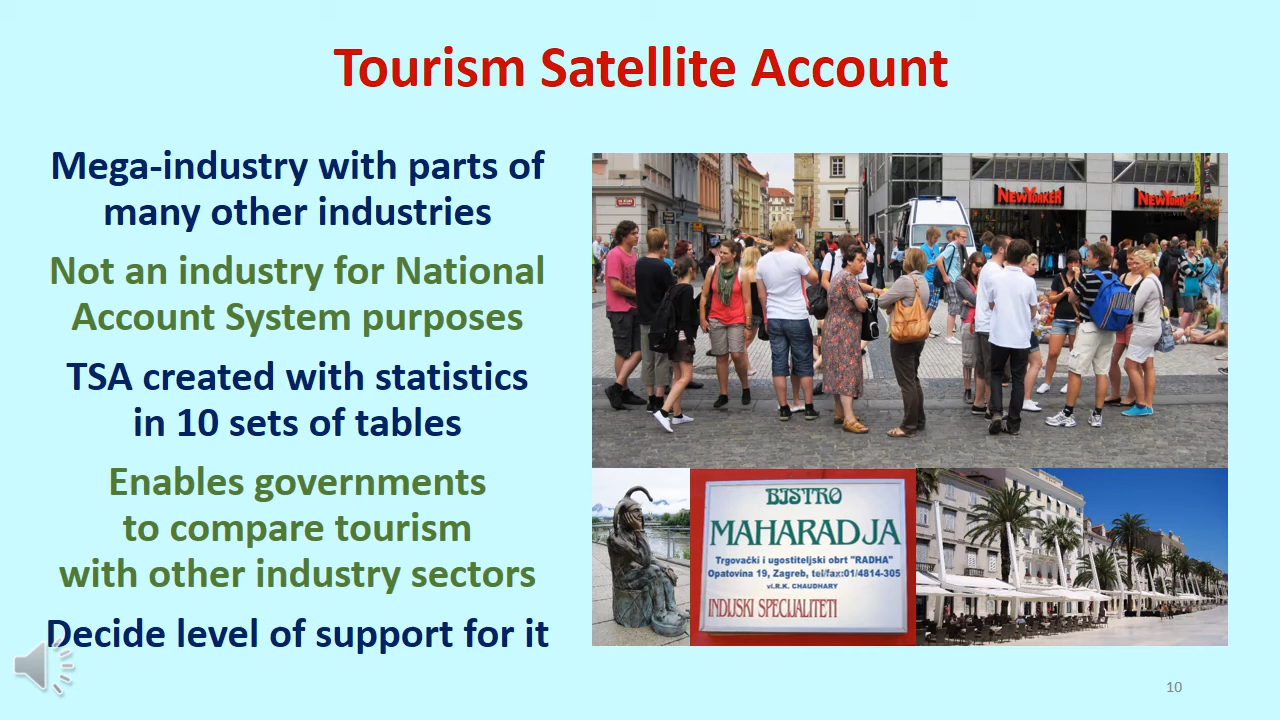 Tourism Satellite Account
Mega-industry with parts of
many other industries
Not an industry for National
Account System purposes
TSA created with statistics
in 10 sets of tables
Enables governments
to compare tourism
with other industry sectors
Decide level of support for it
NEWYORKER
NEWYORKER
BISTRO
MAHARADJA
Trgovački i ugostiteljski obrt "RADHA"
Opatovina 19, Zagreb, tel/fax:01/4814-305
vl.R.K. CHAUDHARY
INDIJSKI SPECIJALITETI
10